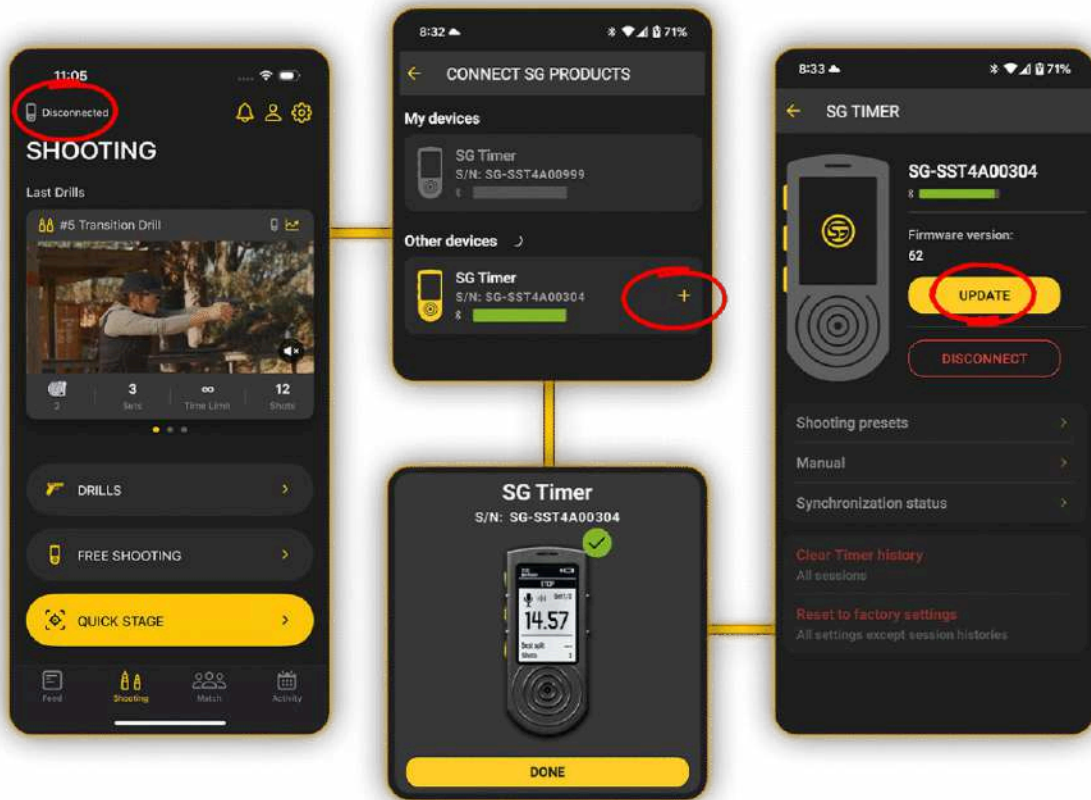 11:05
Disconnected
SHOOTING
Last Drills
#5 Transition Drill
3 ∞ 12
Sets Time Limit Shots
DRILLS
FREE SHOOTING
QUICK STAGE
Feed Shooting Match Activity
8:32 71%
CONNECT SG PRODUCTS
My devices
SG Timer
S/N: SG-SST4A00999
Other devices
SG Timer
S/N: SG-SST4A00304
+
SG Timer
S/N: SG-SST4A00304
STOP
14.57
Best split ---
Shots
DONE
8:33 71%
SG TIMER
SG-SST4A00304
Firmware version:
62
UPDATE
DISCONNECT
Shooting presets
Manual
Synchronization status
Clear Timer history
All sessions
Reset to factory settings
All settings except session histories